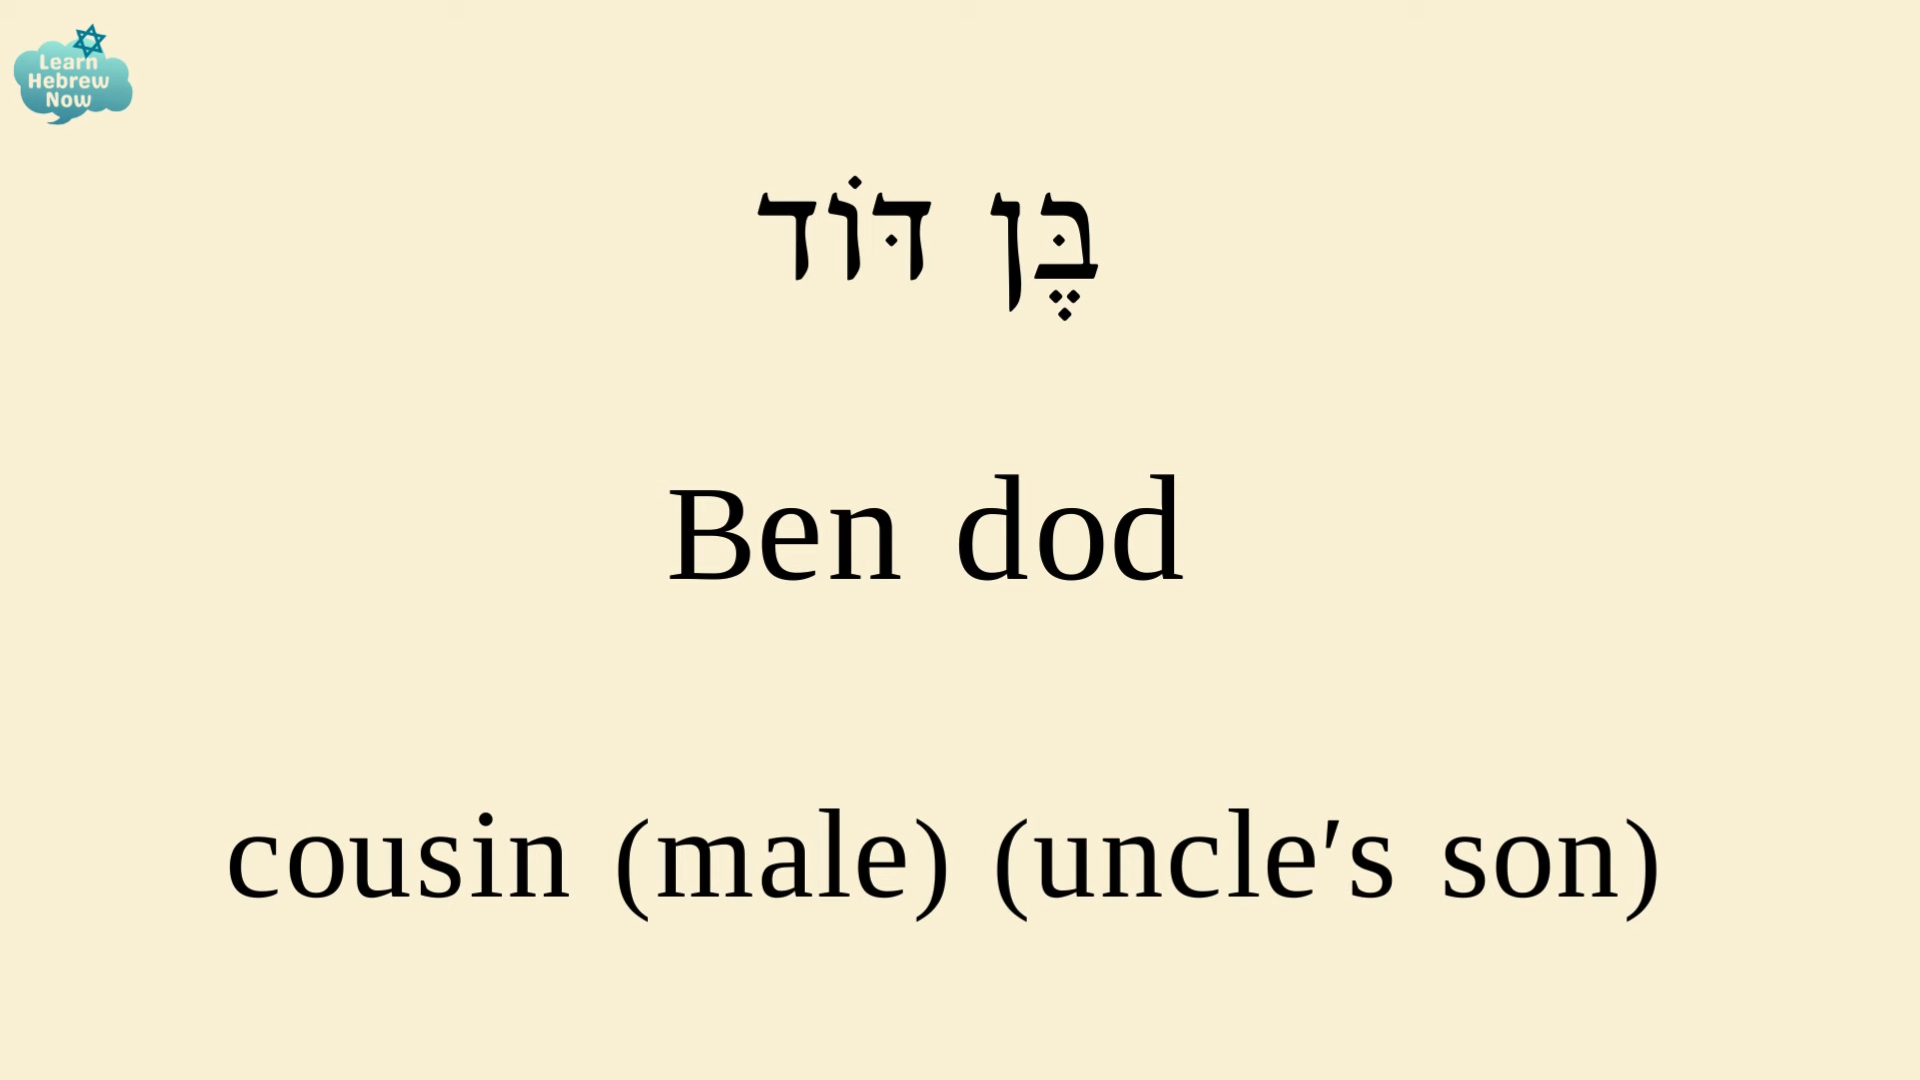 Learn
Hebrew
Now
בֶּן דּוֹד
Ben dod
cousin (male) (uncle's son)